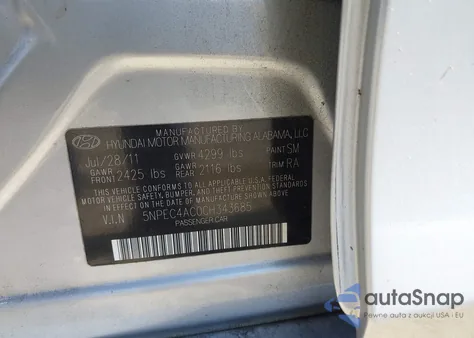 MANUFACTURED BY
HYUNDAI MOTOR MANUFACTURING ALABAMA, LLC
Jul/28/11 GVWR 4299 lbs PAINT SM
GAWR FRONT 2425 lbs GAWR REAR 2116 lbs TRIM RA
THIS VEHICLE CONFORMS TO ALL APPLICABLE U.S.A. FEDERAL
MOTOR VEHICLE SAFETY, BUMPER, AND THEFT PREVENTION
STANDARDS IN EFFECT ON THE DATE OF MANUFACTURE SHOWN ABOVE.
V.I.N 5NPEC4AC0CH343685
PASSENGER CAR
autoSnap
Pewne auta z aukcji USA i EU